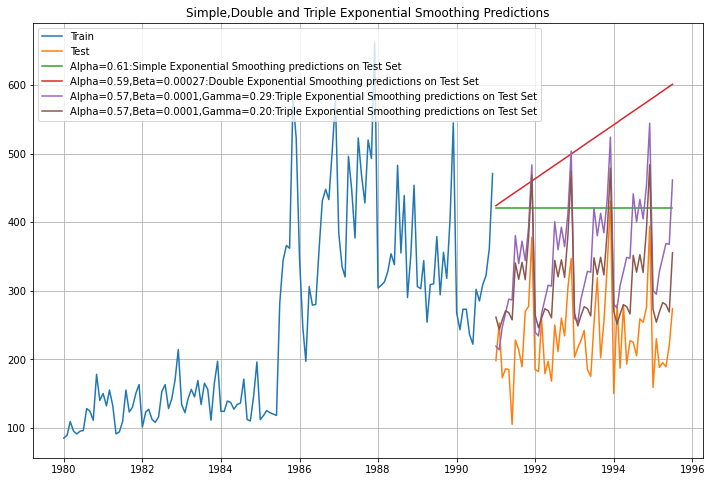 Simple,Double and Triple Exponential Smoothing Predictions
Train
Test
Alpha=0.61:Simple Exponential Smoothing predictions on Test Set
Alpha=0.59,Beta=0.00027:Double Exponential Smoothing predictions on Test Set
Alpha=0.57,Beta=0.0001,Gamma=0.29:Triple Exponential Smoothing predictions on Test Set
Alpha=0.57,Beta=0.0001,Gamma=0.20:Triple Exponential Smoothing predictions on Test Set
600
500
400
300
200
100
1980 1982 1984 1986 1988 1990 1992 1994 1996